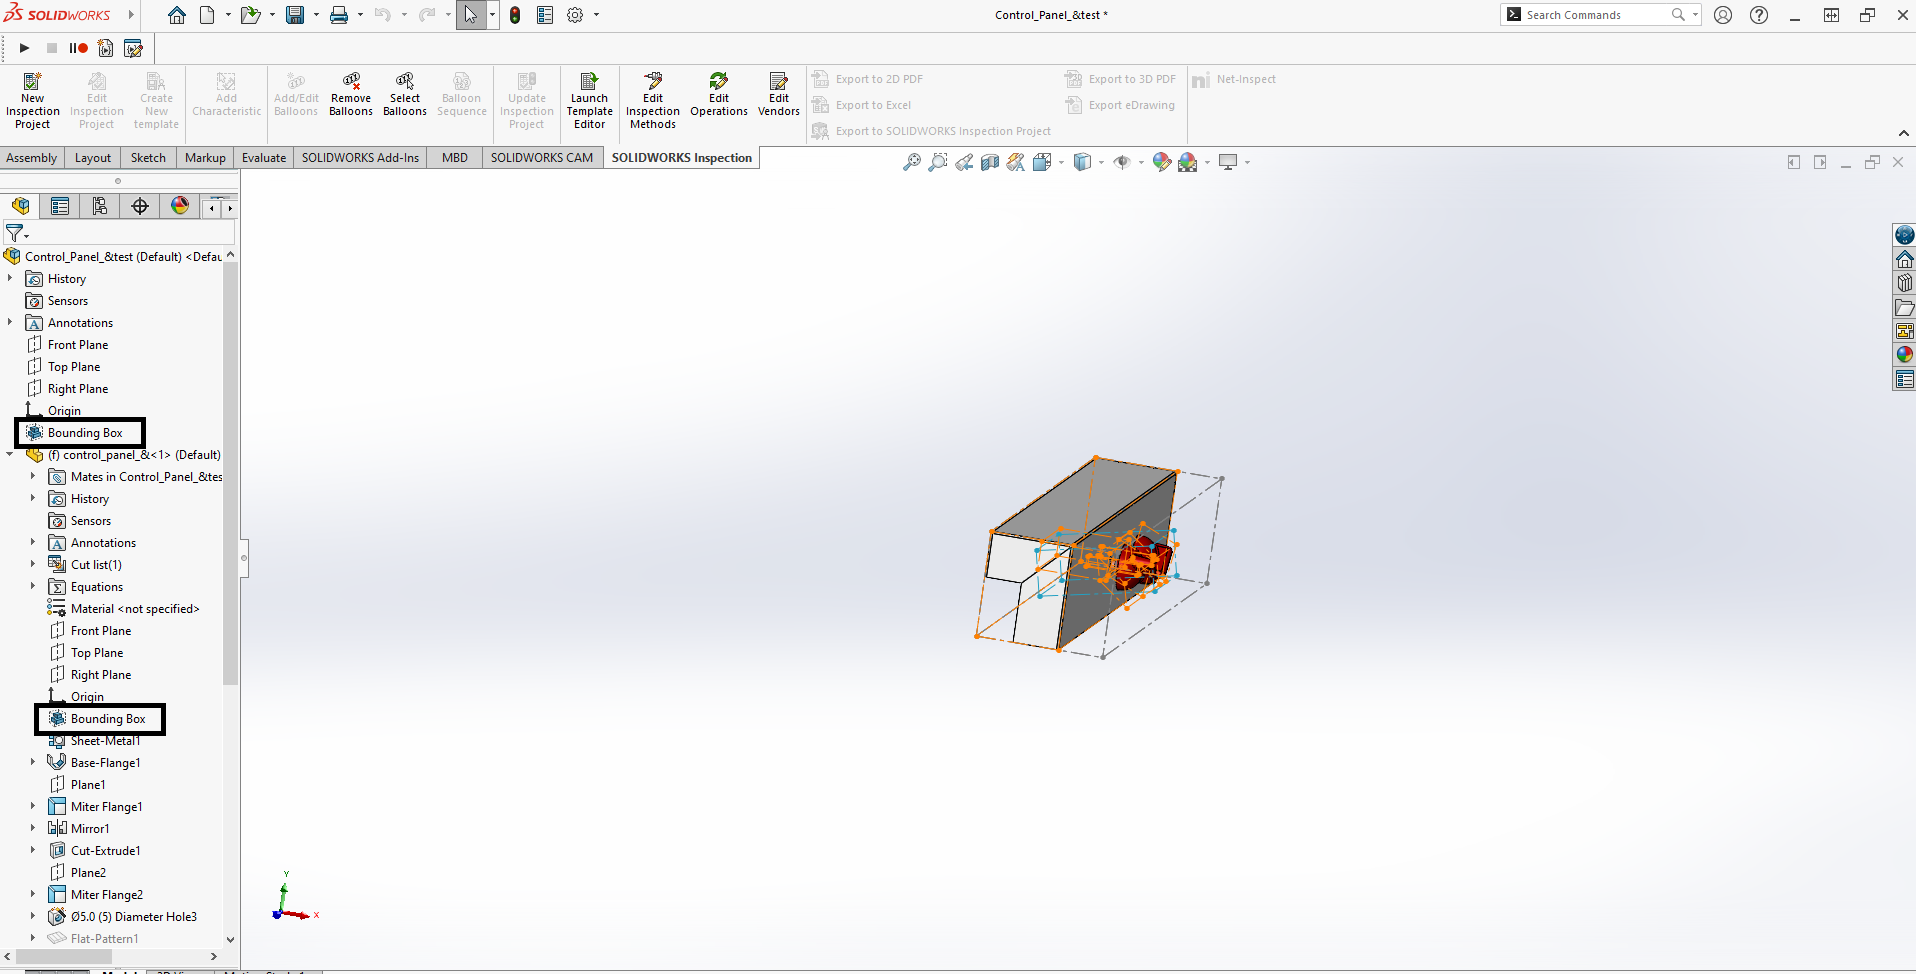 SOLIDWORKS
Control_Panel_&test *
Search Commands
New Inspection Project
Edit Inspection Project
Create New template
Add Characteristic
Add/Edit Balloons
Remove Balloons
Select Balloons
Balloon Sequence
Update Inspection Project
Launch Template Editor
Edit Inspection Methods
Edit Operations
Edit Vendors
Export to 2D PDF
Export to Excel
Export to SOLIDWORKS Inspection Project
Export to 3D PDF
Export eDrawing
Net-Inspect
Assembly Layout Sketch Markup Evaluate SOLIDWORKS Add-Ins MBD SOLIDWORKS CAM SOLIDWORKS Inspection
Control_Panel_&test (Default) <Defau
History
Sensors
Annotations
Front Plane
Top Plane
Right Plane
Origin
Bounding Box
(f) control_panel_&<1> (Default)
Mates in Control_Panel_&tes
History
Sensors
Annotations
Cut list(1)
Equations
Material <not specified>
Front Plane
Top Plane
Right Plane
Origin
Bounding Box
Sheet-Metal1
Base-Flange1
Plane1
Miter Flange1
Mirror1
Cut-Extrude1
Plane2
Miter Flange2
Ø5.0 (5) Diameter Hole3
Flat-Pattern1
Y
X